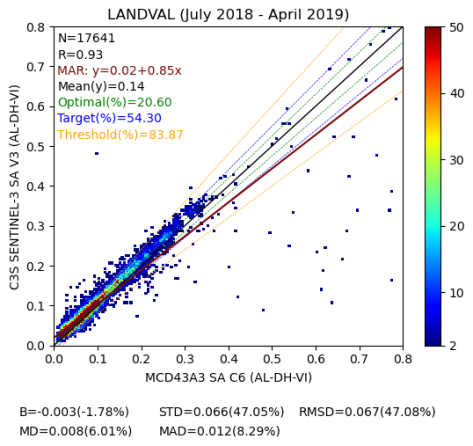 LANDVAL (July 2018 - April 2019)
N=17641
R=0.93
MAR: y=0.02+0.85x
Mean(y)=0.14
Optimal(%)=20.60
Target(%)=54.30
Threshold(%)=83.87
C3S SENTINEL-3 SA V3 (AL-DH-VI)
0.8
0.7
0.6
0.5
0.4
0.3
0.2
0.1
0.0
0.0 0.1 0.2 0.3 0.4 0.5 0.6 0.7 0.8
MCD43A3 SA C6 (AL-DH-VI)
50
40
30
20
10
2
B=-0.003(-1.78%) STD=0.066(47.05%) RMSD=0.067(47.08%)
MD=0.008(6.01%) MAD=0.012(8.29%)